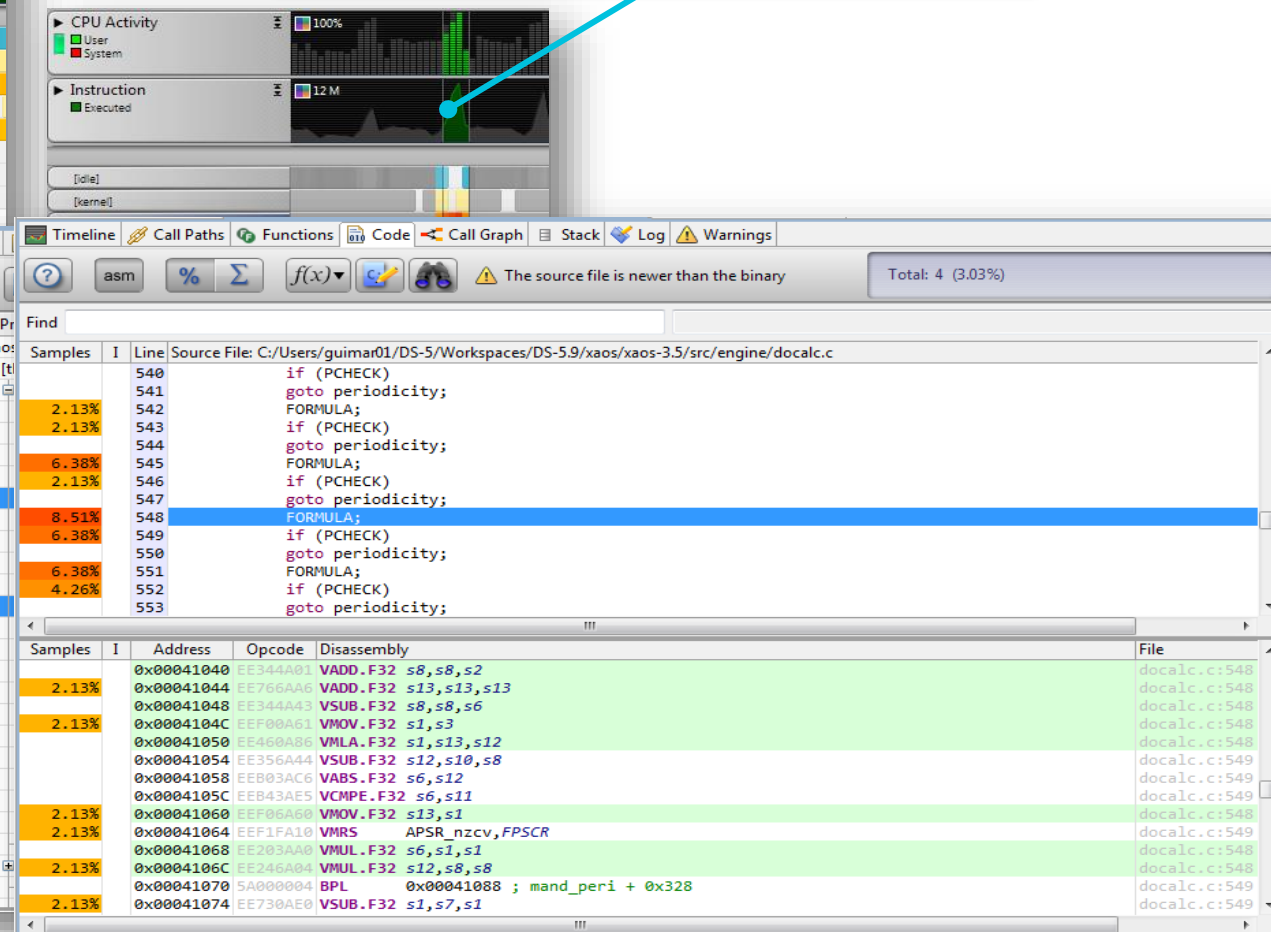 CPU Activity 100%
User
System
Instruction 12 M
Executed
[idle]
[kernel]
Timeline Call Paths Functions Code Call Graph Stack Log Warnings
? asm % Σ f(x)▾ The source file is newer than the binary Total: 4 (3.03%)
Find
Samples I Line Source File: C:/Users/guimar01/DS-5/Workspaces/DS-5.9/xaos/xaos-3.5/src/engine/docalc.c
540 if (PCHECK)
541 goto periodicity;
2.13% 542 FORMULA;
2.13% 543 if (PCHECK)
544 goto periodicity;
6.38% 545 FORMULA;
2.13% 546 if (PCHECK)
547 goto periodicity;
8.51% 548 FORMULA;
6.38% 549 if (PCHECK)
550 goto periodicity;
6.38% 551 FORMULA;
4.26% 552 if (PCHECK)
553 goto periodicity;
Samples I Address Opcode Disassembly File
0x00041040 EE344A01 VADD.F32 s8,s8,s2 docalc.c:548
2.13% 0x00041044 EE766AA6 VADD.F32 s13,s13,s13 docalc.c:548
0x00041048 EE344A43 VSUB.F32 s8,s8,s6 docalc.c:548
2.13% 0x0004104C EEF00A61 VMOV.F32 s1,s3 docalc.c:548
0x00041050 EE460A86 VMLA.F32 s1,s13,s12 docalc.c:548
0x00041054 EE356A44 VSUB.F32 s12,s10,s8 docalc.c:549
0x00041058 EEB03AC6 VABS.F32 s6,s12 docalc.c:549
0x0004105C EEB43AE5 VCMPE.F32 s6,s11 docalc.c:549
2.13% 0x00041060 EEF06A60 VMOV.F32 s13,s1 docalc.c:548
2.13% 0x00041064 EEF1FA10 VMRS APSR_nzcv,FPSCR docalc.c:549
0x00041068 EE203AA0 VMUL.F32 s6,s1,s1 docalc.c:548
2.13% 0x0004106C EE246A04 VMUL.F32 s12,s8,s8 docalc.c:548
0x00041070 5A000004 BPL 0x00041088 ; mand_peri + 0x328 docalc.c:549
2.13% 0x00041074 EE730AE0 VSUB.F32 s1,s7,s1 docalc.c:549